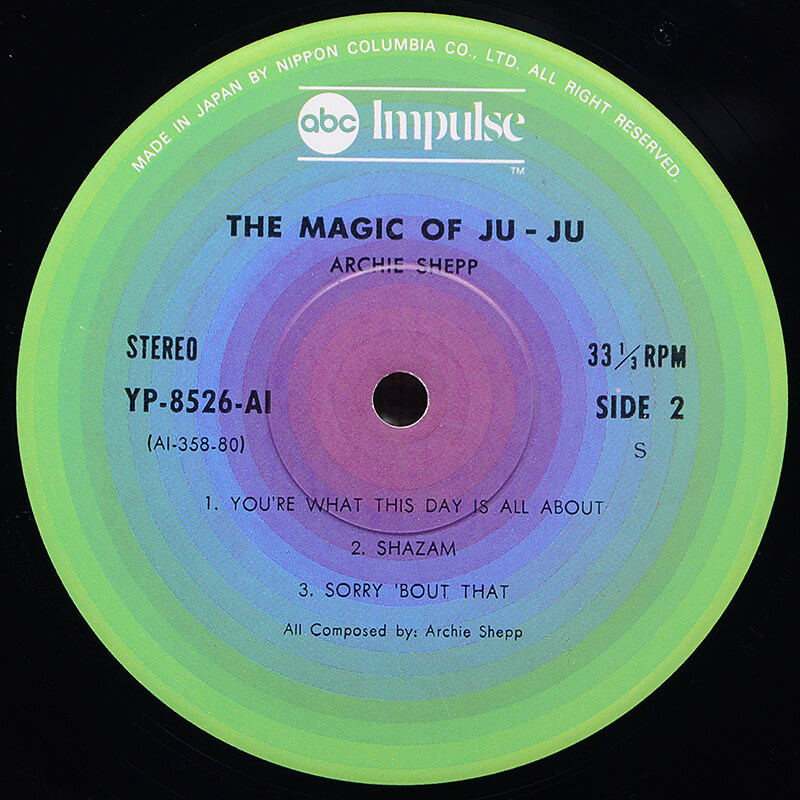 MADE IN JAPAN BY NIPPON COLUMBIA CO., LTD. ALL RIGHT RESERVED.
abc Impulse
TM
THE MAGIC OF JU - JU
ARCHIE SHEPP
STEREO
33 1/3 RPM
YP-8526-AI
SIDE 2
(AI-358-80)
S
1. YOU'RE WHAT THIS DAY IS ALL ABOUT
2. SHAZAM
3. SORRY 'BOUT THAT
All Composed by: Archie Shepp